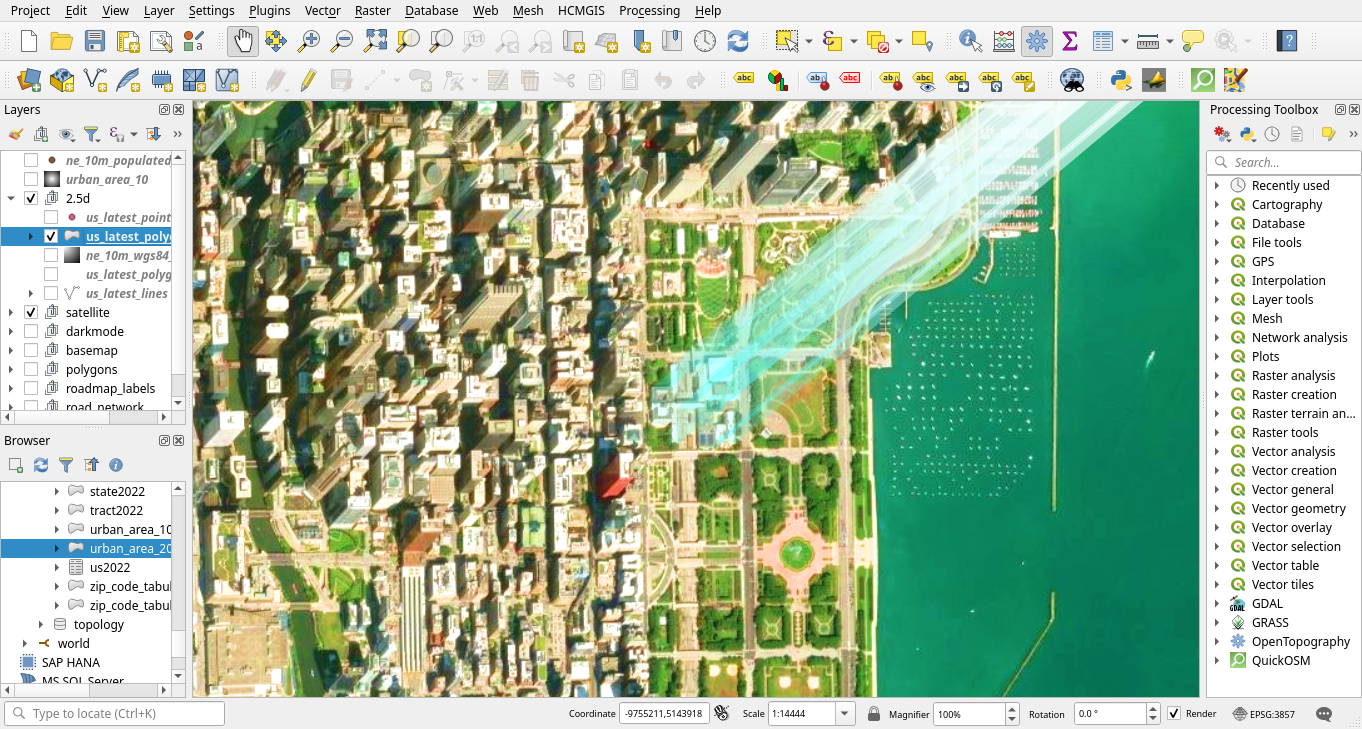 Project Edit View Layer Settings Plugins Vector Raster Database Web Mesh HCMGIS Processing Help
Layers
ne_10m_populated
urban_area_10
2.5d
us_latest_point
us_latest_poly
ne_10m_wgs84_
us_latest_polyg
us_latest_lines
satellite
darkmode
basemap
polygons
roadmap_labels
road_network
Browser
state2022
tract2022
urban_area_10
urban_area_20
us2022
zip_code_tabul
zip_code_tabul
topology
world
SAP HANA
MS SQL Server
Processing Toolbox
Search...
Recently used
Cartography
Database
File tools
GPS
Interpolation
Layer tools
Mesh
Network analysis
Plots
Raster analysis
Raster creation
Raster terrain an...
Raster tools
Vector analysis
Vector creation
Vector general
Vector geometry
Vector overlay
Vector selection
Vector table
Vector tiles
GDAL
GRASS
OpenTopography
QuickOSM
Type to locate (Ctrl+K) Coordinate -9755211,5143918 Scale 1:14444 Magnifier 100% Rotation 0.0 ° Render EPSG:3857